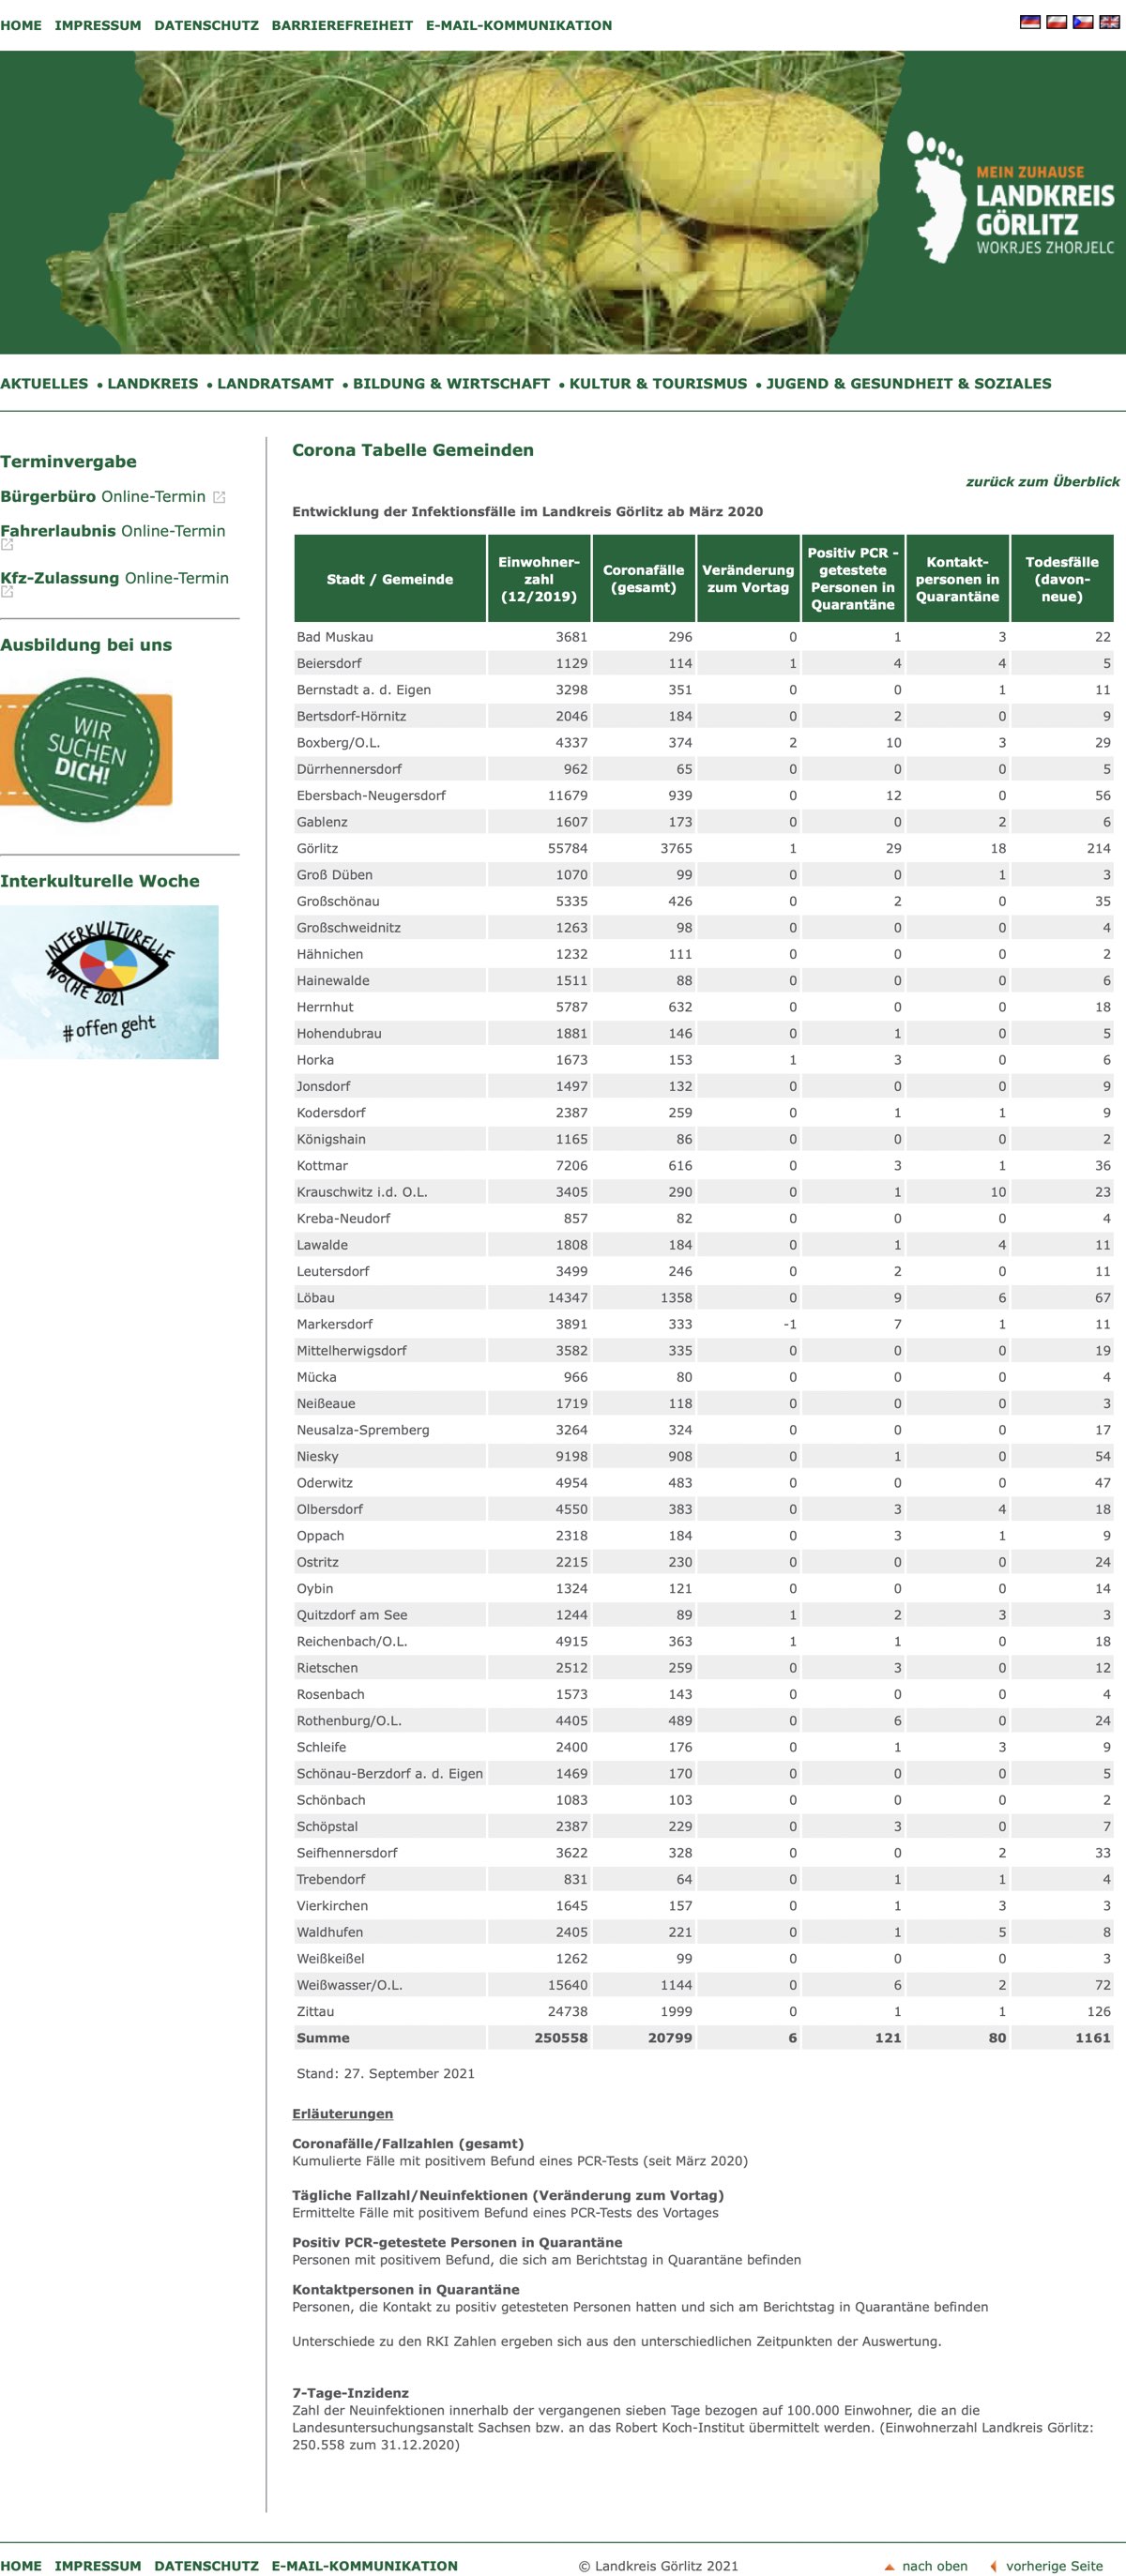 HOME IMPRESSUM DATENSCHUTZ BARRIEREFREIHEIT E-MAIL-KOMMUNIKATION
MEIN ZUHAUSE
LANDKREIS
GÖRLITZ
WOKRJES ZHORJELC
AKTUELLES • LANDKREIS • LANDRATSAMT • BILDUNG & WIRTSCHAFT • KULTUR & TOURISMUS • JUGEND & GESUNDHEIT & SOZIALES
Terminvergabe
Bürgerbüro Online-Termin
Fahrerlaubnis Online-Termin
Kfz-Zulassung Online-Termin
Ausbildung bei uns
WIR
SUCHEN
DICH!
Interkulturelle Woche
INTERKULTURELLE
WOCHE 2021
#offen geht
Corona Tabelle Gemeinden
zurück zum Überblick
Entwicklung der Infektionsfälle im Landkreis Görlitz ab März 2020
Stadt / Gemeinde Einwohner-zahl (12/2019) Coronafälle (gesamt) Veränderung zum Vortag Positiv PCR - getestete Personen in Quarantäne Kontakt-personen in Quarantäne Todesfälle (davon-neue)
Bad Muskau 3681 296 0 1 3 22
Beiersdorf 1129 114 1 4 4 5
Bernstadt a. d. Eigen 3298 351 0 0 1 11
Bertsdorf-Hörnitz 2046 184 0 2 0 9
Boxberg/O.L. 4337 374 2 10 3 29
Dürrhennersdorf 962 65 0 0 0 5
Ebersbach-Neugersdorf 11679 939 0 12 0 56
Gablenz 1607 173 0 0 2 6
Görlitz 55784 3765 1 29 18 214
Groß Düben 1070 99 0 0 1 3
Großschönau 5335 426 0 2 0 35
Großschweidnitz 1263 98 0 0 0 4
Hähnichen 1232 111 0 0 0 2
Hainewalde 1511 88 0 0 0 6
Herrnhut 5787 632 0 0 0 18
Hohendubrau 1881 146 0 1 0 5
Horka 1673 153 1 3 0 6
Jonsdorf 1497 132 0 0 0 9
Kodersdorf 2387 259 0 1 1 9
Königshain 1165 86 0 0 0 2
Kottmar 7206 616 0 3 1 36
Krauschwitz i.d. O.L. 3405 290 0 1 10 23
Kreba-Neudorf 857 82 0 0 0 4
Lawalde 1808 184 0 1 4 11
Leutersdorf 3499 246 0 2 0 11
Löbau 14347 1358 0 9 6 67
Markersdorf 3891 333 -1 7 1 11
Mittelherwigsdorf 3582 335 0 0 0 19
Mücka 966 80 0 0 0 4
Neißeaue 1719 118 0 0 0 3
Neusalza-Spremberg 3264 324 0 0 0 17
Niesky 9198 908 0 1 0 54
Oderwitz 4954 483 0 0 0 47
Olbersdorf 4550 383 0 3 4 18
Oppach 2318 184 0 3 1 9
Ostritz 2215 230 0 0 0 24
Oybin 1324 121 0 0 0 14
Quitzdorf am See 1244 89 1 2 3 3
Reichenbach/O.L. 4915 363 1 1 0 18
Rietschen 2512 259 0 3 0 12
Rosenbach 1573 143 0 0 0 4
Rothenburg/O.L. 4405 489 0 6 0 24
Schleife 2400 176 0 1 3 9
Schönau-Berzdorf a. d. Eigen 1469 170 0 0 0 5
Schönbach 1083 103 0 0 0 2
Schöpstal 2387 229 0 3 0 7
Seifhennersdorf 3622 328 0 0 2 33
Trebendorf 831 64 0 1 1 4
Vierkirchen 1645 157 0 1 3 3
Waldhufen 2405 221 0 1 5 8
Weißkeißel 1262 99 0 0 0 3
Weißwasser/O.L. 15640 1144 0 6 2 72
Zittau 24738 1999 0 1 1 126
Summe 250558 20799 6 121 80 1161
Stand: 27. September 2021
Erläuterungen
Coronafälle/Fallzahlen (gesamt)
Kumulierte Fälle mit positivem Befund eines PCR-Tests (seit März 2020)
Tägliche Fallzahl/Neuinfektionen (Veränderung zum Vortag)
Ermittelte Fälle mit positivem Befund eines PCR-Tests des Vortages
Positiv PCR-getestete Personen in Quarantäne
Personen mit positivem Befund, die sich am Berichtstag in Quarantäne befinden
Kontaktpersonen in Quarantäne
Personen, die Kontakt zu positiv getesteten Personen hatten und sich am Berichtstag in Quarantäne befinden
Unterschiede zu den RKI Zahlen ergeben sich aus den unterschiedlichen Zeitpunkten der Auswertung.
7-Tage-Inzidenz
Zahl der Neuinfektionen innerhalb der vergangenen sieben Tage bezogen auf 100.000 Einwohner, die an die
Landesuntersuchungsanstalt Sachsen bzw. an das Robert Koch-Institut übermittelt werden. (Einwohnerzahl Landkreis Görlitz:
250.558 zum 31.12.2020)
HOME IMPRESSUM DATENSCHUTZ E-MAIL-KOMMUNIKATION © Landkreis Görlitz 2021 nach oben vorherige Seite